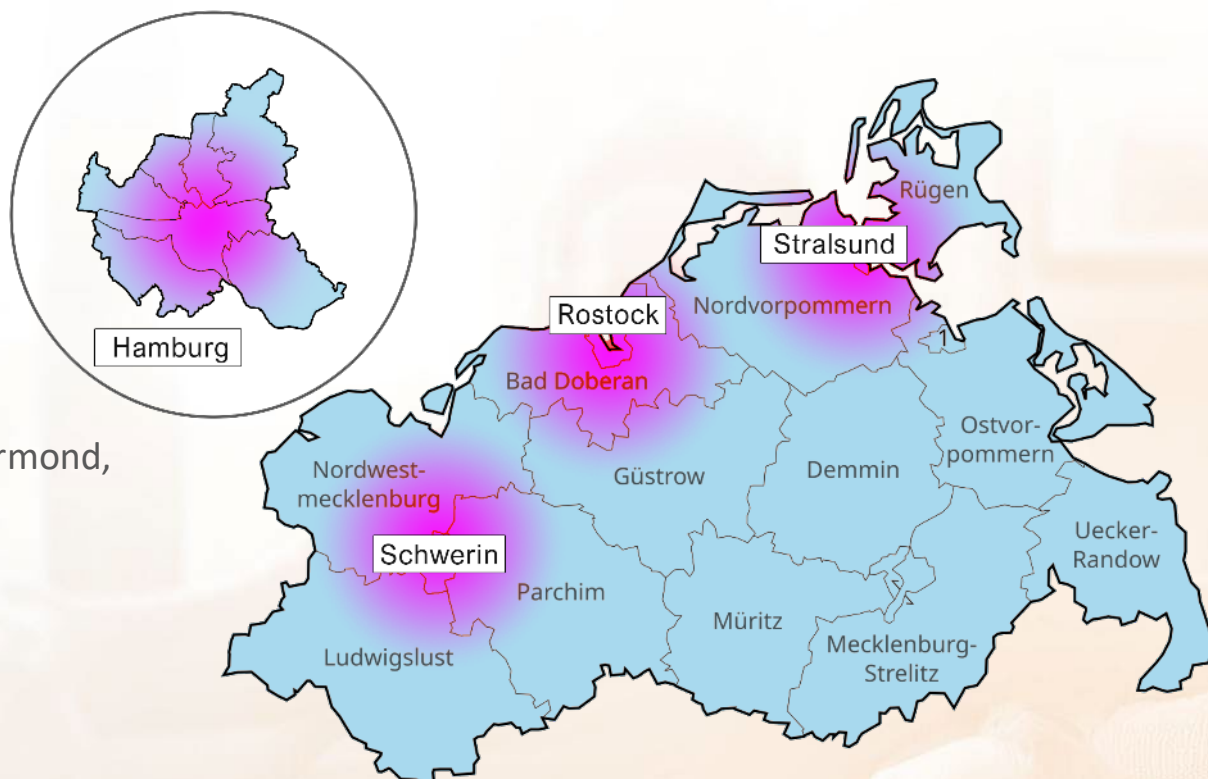 Hamburg
rmond,
Rügen
Stralsund
Nordvorpommern
Rostock
1
1
Bad Doberan
Ostvor-
pommern
Nordwest-
mecklenburg
Güstrow
Demmin
Uecker-
Randow
Schwerin
Parchim
Müritz
Mecklenburg-
Strelitz
Ludwigslust